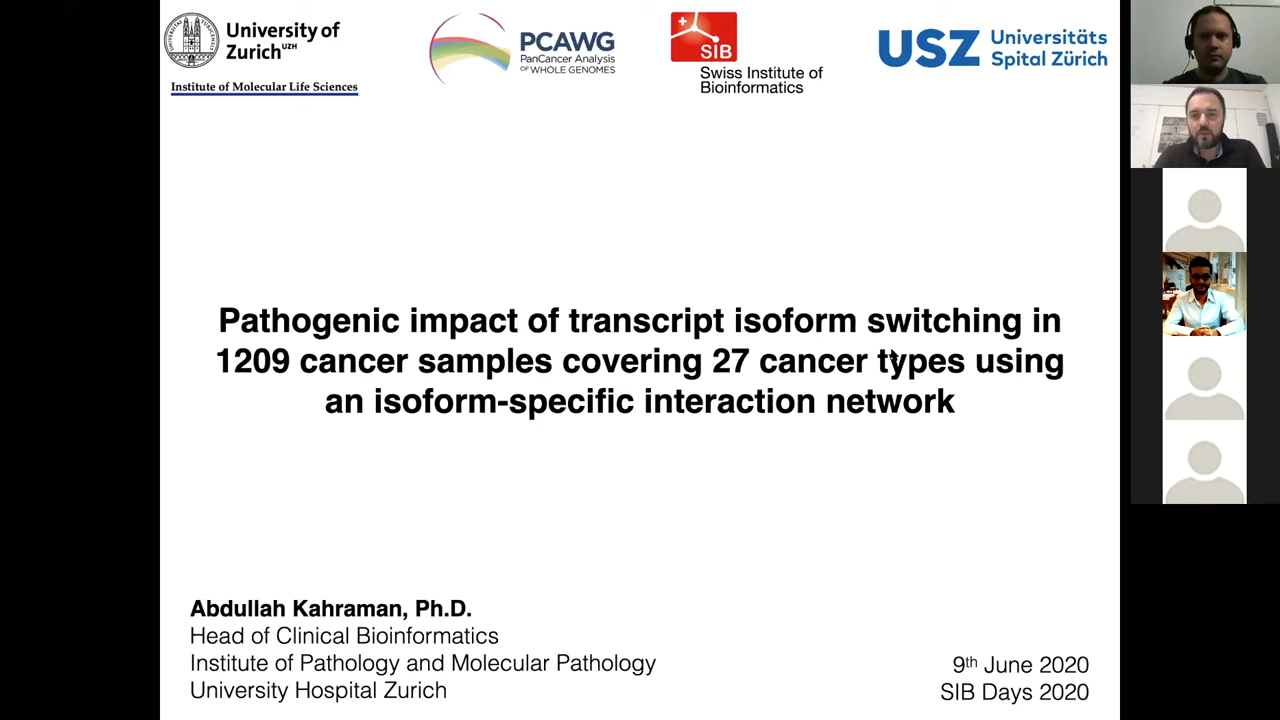 University of
Zurich UZH
Institute of Molecular Life Sciences
PCAWG
PanCancer Analysis
OF WHOLE GENOMES
SIB
Swiss Institute of
Bioinformatics
USZ Universitäts
Spital Zürich
Pathogenic impact of transcript isoform switching in
1209 cancer samples covering 27 cancer types using
an isoform-specific interaction network
Abdullah Kahraman, Ph.D.
Head of Clinical Bioinformatics
Institute of Pathology and Molecular Pathology
University Hospital Zurich
9th June 2020
SIB Days 2020